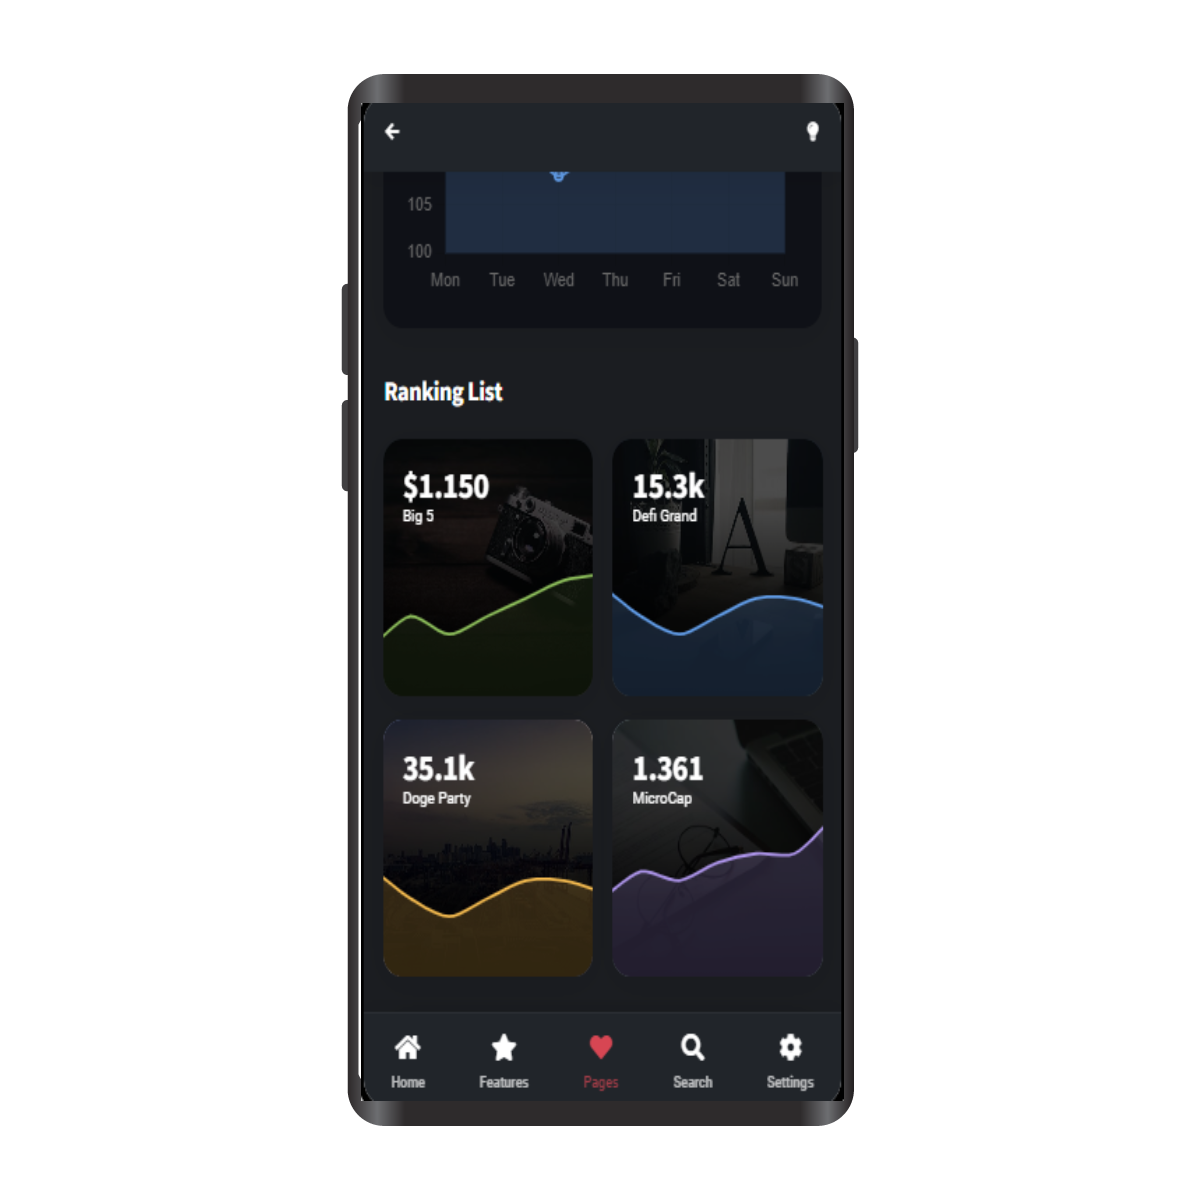 105
100
Mon Tue Wed Thu Fri Sat Sun
Ranking List
$1.150
Big 5
15.3k
Defi Grand
A
35.1k
Doge Party
1.361
MicroCap
Home Features Pages Search Settings